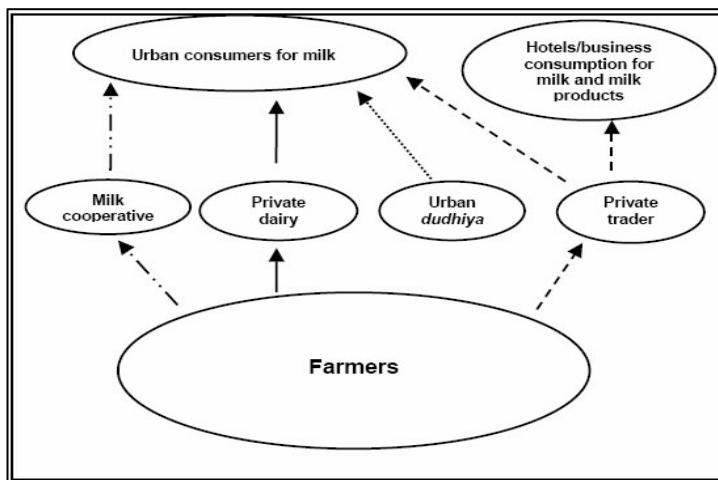 Urban consumers for milk
Hotels/business
consumption for
milk and milk
products
Milk
cooperative
Private
dairy
Urban
dudhiya
Private
trader
Farmers